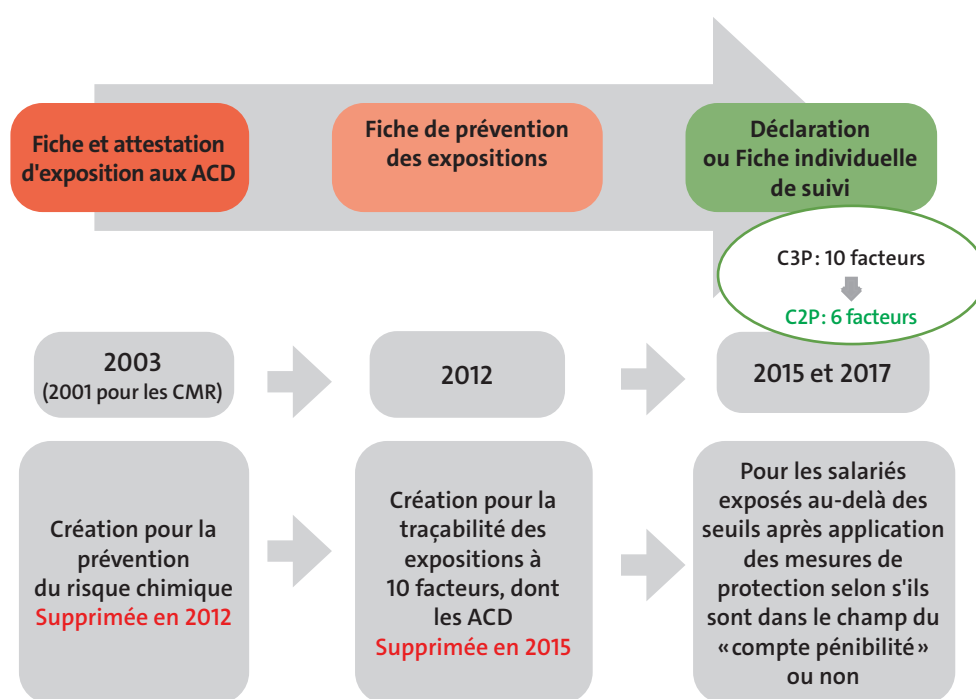 Fiche et attestation
d'exposition aux ACD
Fiche de prévention
des expositions
Déclaration
ou Fiche individuelle
de suivi
C3P : 10 facteurs
C2P : 6 facteurs
2003
(2001 pour les CMR)
2012
2015 et 2017
Création pour la
prévention
du risque chimique
Supprimée en 2012
Création pour la
traçabilité des
expositions à
10 facteurs, dont
les ACD
Supprimée en 2015
Pour les salariés
exposés au-delà des
seuils après application
des mesures de
protection selon s'ils
sont dans le champ du
«compte pénibilité»
ou non